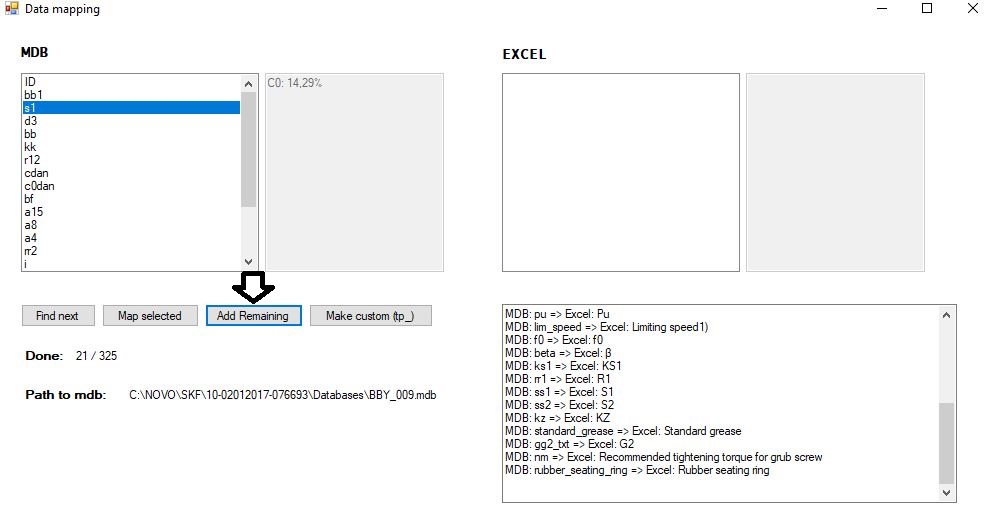 Data mapping
MDB
EXCEL
ID
bb1
s1
d3
bb
kk
r12
cdan
c0dan
bf
a15
a8
a4
rr2
i
C0: 14,29%
Find next
Map selected
Add Remaining
Make custom (tp_)
Done: 21 / 325
Path to mdb: C:\NOVO\SKF\10-02012017-076693\Databases\BBY_009.mdb
MDB: pu => Excel: Pu
MDB: lim_speed => Excel: Limiting speed1)
MDB: f0 => Excel: f0
MDB: beta => Excel: β
MDB: ks1 => Excel: KS1
MDB: rr1 => Excel: R1
MDB: ss1 => Excel: S1
MDB: ss2 => Excel: S2
MDB: kz => Excel: KZ
MDB: standard_grease => Excel: Standard grease
MDB: gg2_txt => Excel: G2
MDB: nm => Excel: Recommended tightening torque for grub screw
MDB: rubber_seating_ring => Excel: Rubber seating ring